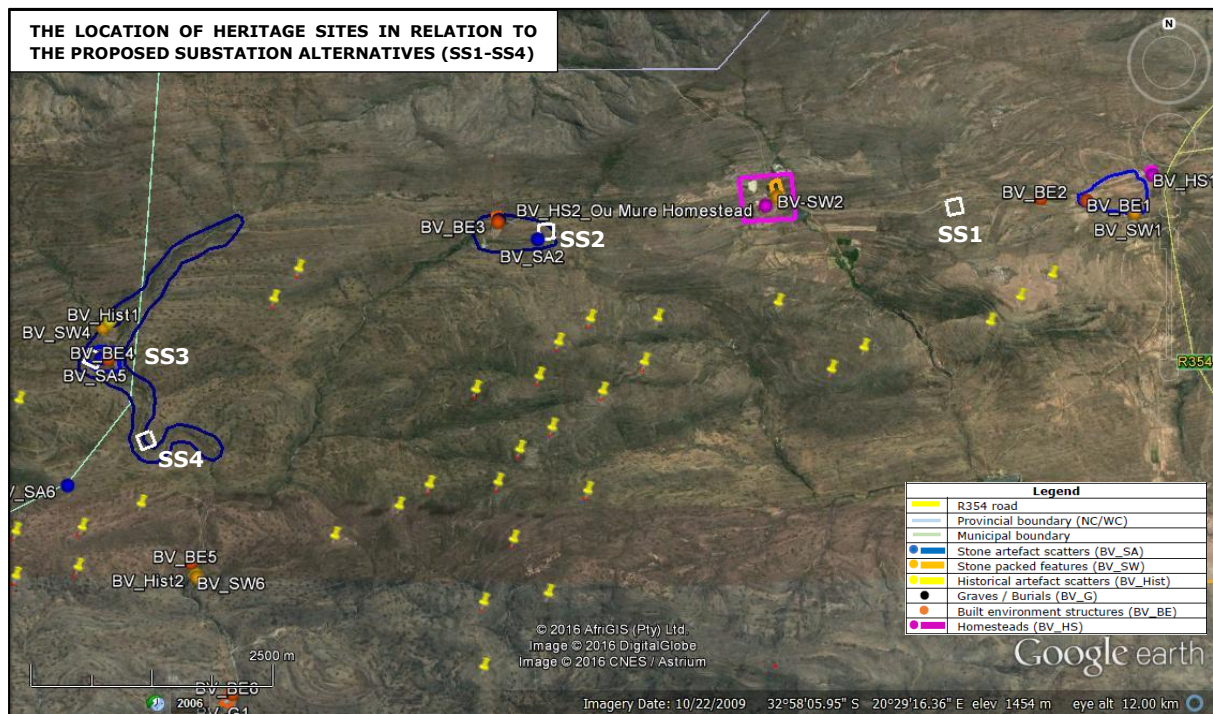 THE LOCATION OF HERITAGE SITES IN RELATION TO
THE PROPOSED SUBSTATION ALTERNATIVES (SS1-SS4)
N
BV_HS1
BV_BE2
BV_BE1
BV_SW1
BV_HS2_Ou Mure Homestead
BV-SW2
BV_BE3
SS2
BV_SA2
SS1
BV_Hist1
BV_SW4
BV_BE4
SS3
BV_SA5
R354
SS4
V_SA6
BV_BE5
BV_Hist2
BV_SW6
BV_BE6
BV_G1
Legend
R354 road
Provincial boundary (NC/WC)
Municipal boundary
Stone artefact scatters (BV_SA)
Stone packed features (BV_SW)
Historical artefact scatters (BV_Hist)
Graves / Burials (BV_G)
Built environment structures (BV_BE)
Homesteads (BV_HS)
© 2016 AfriGIS (Pty) Ltd.
Image © 2016 DigitalGlobe
Image © 2016 CNES / Astrium
Google earth
2500 m
2006
Imagery Date: 10/22/2009 32°58'05.95" S 20°29'16.36" E elev 1454 m eye alt 12.00 km